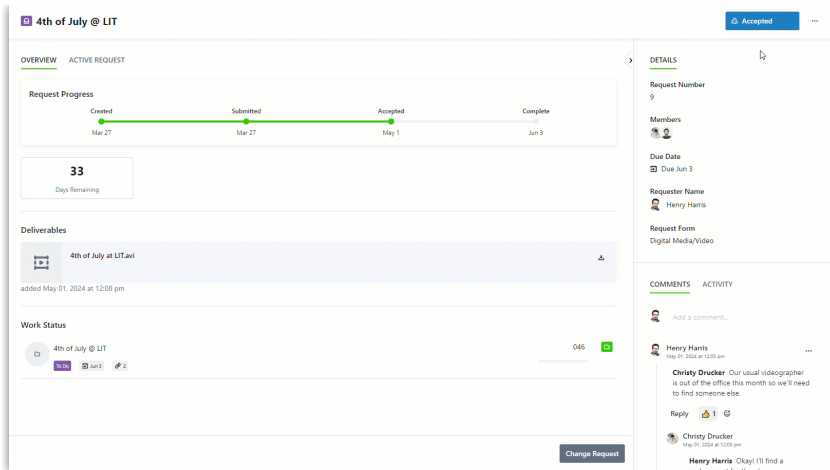 4th of July @ LIT
Accepted
OVERVIEW ACTIVE REQUEST
Request Progress
Created Submitted Accepted Complete
Mar 27 Mar 27 May 1 Jun 3
33
Days Remaining
Deliverables
4th of July at LIT.avi
added May 01, 2024 at 12:08 pm
Work Status
4th of July @ LIT
046
To Do Jun 3 2
Change Request
DETAILS
Request Number
9
Members
Due Date
Due Jun 3
Requester Name
Henry Harris
Request Form
Digital Media/Video
COMMENTS ACTIVITY
Add a comment...
Henry Harris
May 01, 2024 at 12:05 pm
Christy Drucker Our usual videographer
is out of the office this month so we'll need
to find someone else.
Reply 1
Christy Drucker
May 01, 2024 at 12:05 pm
Henry Harris Okay! I'll find a